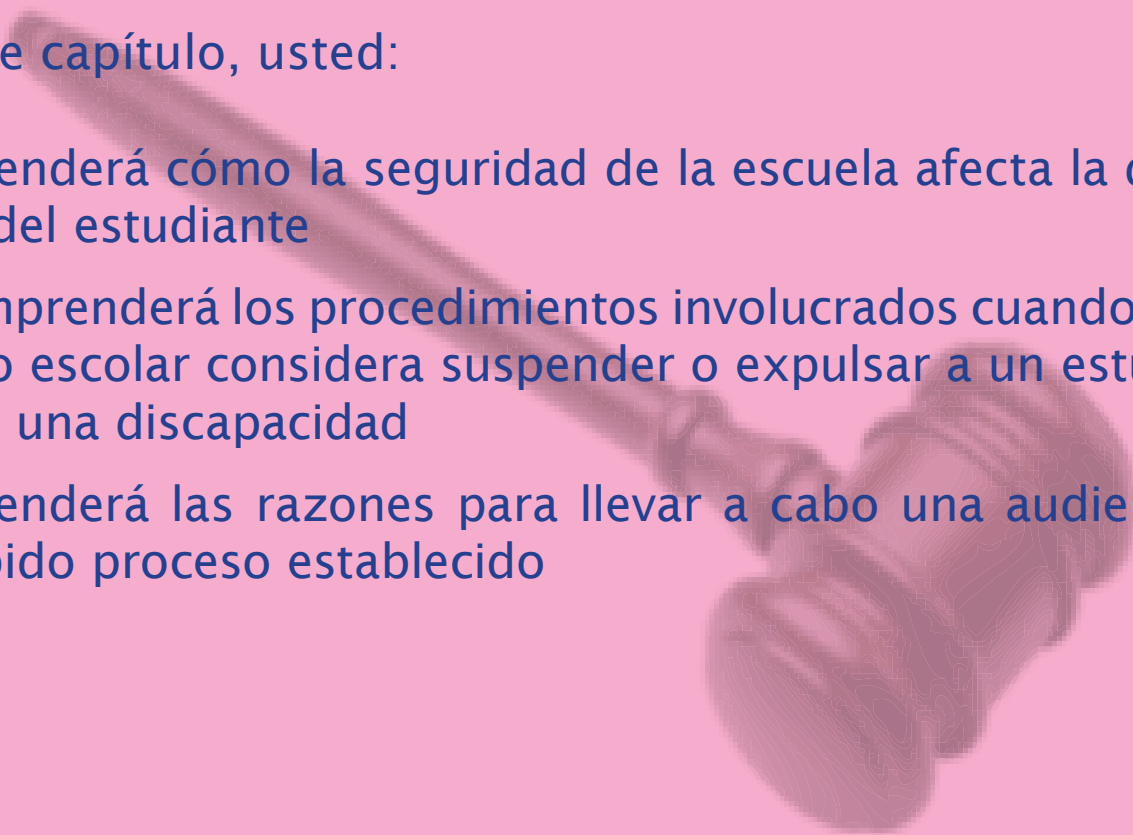 e capítulo, usted:
enderá cómo la seguridad de la escuela afecta la c
del estudiante
nprenderá los procedimientos involucrados cuando
o escolar considera suspender o expulsar a un estu
una discapacidad
enderá las razones para llevar a cabo una audie
bido proceso establecido